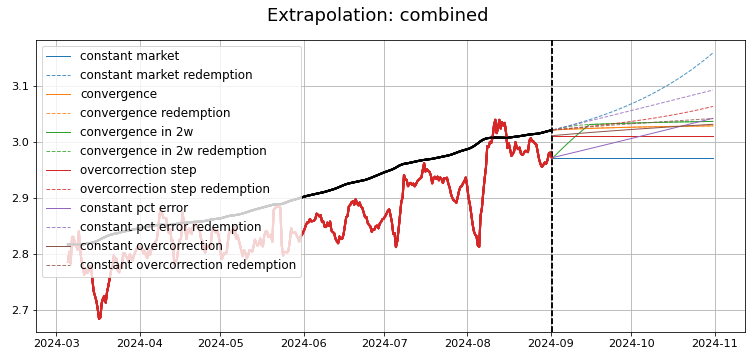 Extrapolation: combined
constant market
constant market redemption
convergence
convergence redemption
convergence in 2w
convergence in 2w redemption
overcorrection step
overcorrection step redemption
constant pct error
constant pct error redemption
constant overcorrection
constant overcorrection redemption
3.1
3.0
2.9
2.8
2.7
2024-03 2024-04 2024-05 2024-06 2024-07 2024-08 2024-09 2024-10 2024-11